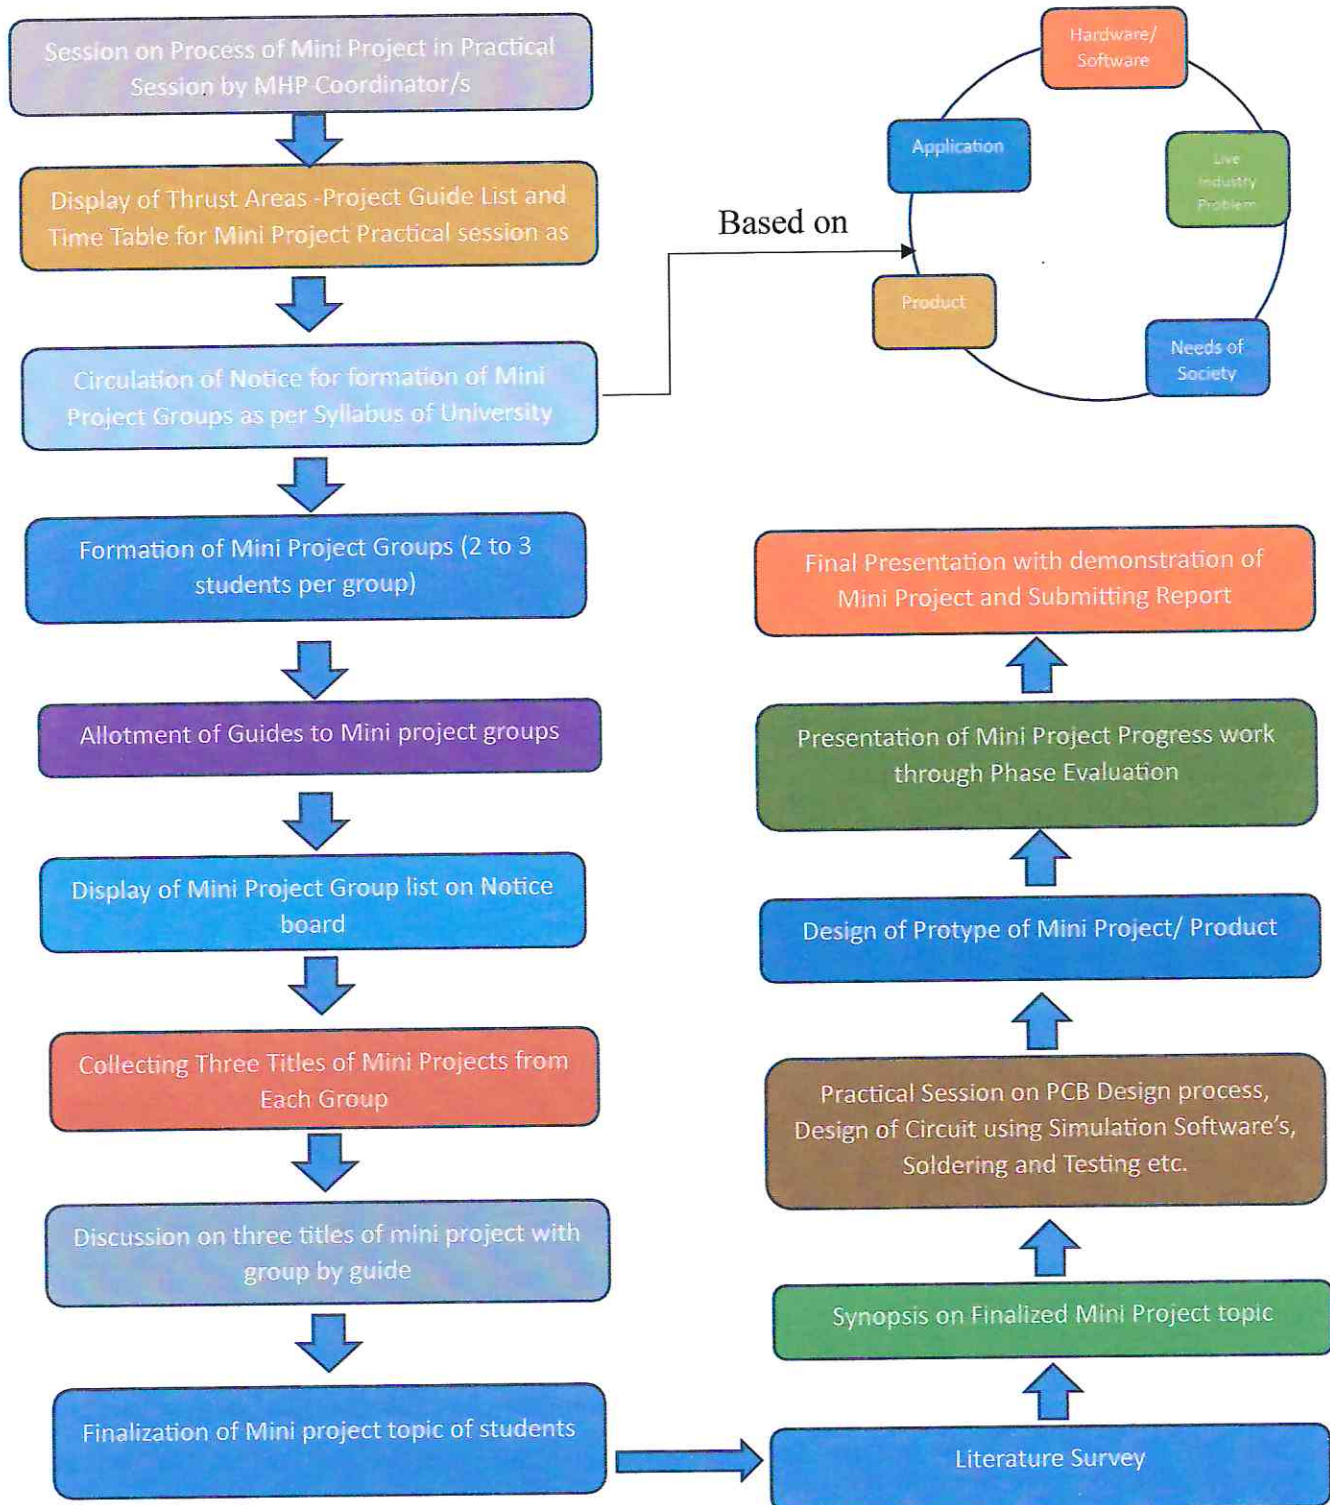 Session on Process of Mini Project in Practical
Session by MHP Coordinator/s
Display of Thrust Areas -Project Guide List and
Time Table for Mini Project Practical session as
Circulation of Notice for formation of Mini
Project Groups as per Syllabus of University
Formation of Mini Project Groups (2 to 3
students per group)
Allotment of Guides to Mini project groups
Display of Mini Project Group list on Notice
board
Collecting Three Titles of Mini Projects from
Each Group
Discussion on three titles of mini project with
group by guide
Finalization of Mini project topic of students
Based on
Hardware/
Software
Application
Live
Industry
Problem
Product
Needs of
Society
Final Presentation with demonstration of
Mini Project and Submitting Report
Presentation of Mini Project Progress work
through Phase Evaluation
Design of Protype of Mini Project/ Product
Practical Session on PCB Design process,
Design of Circuit using Simulation Software's,
Soldering and Testing etc.
Synopsis on Finalized Mini Project topic
Literature Survey